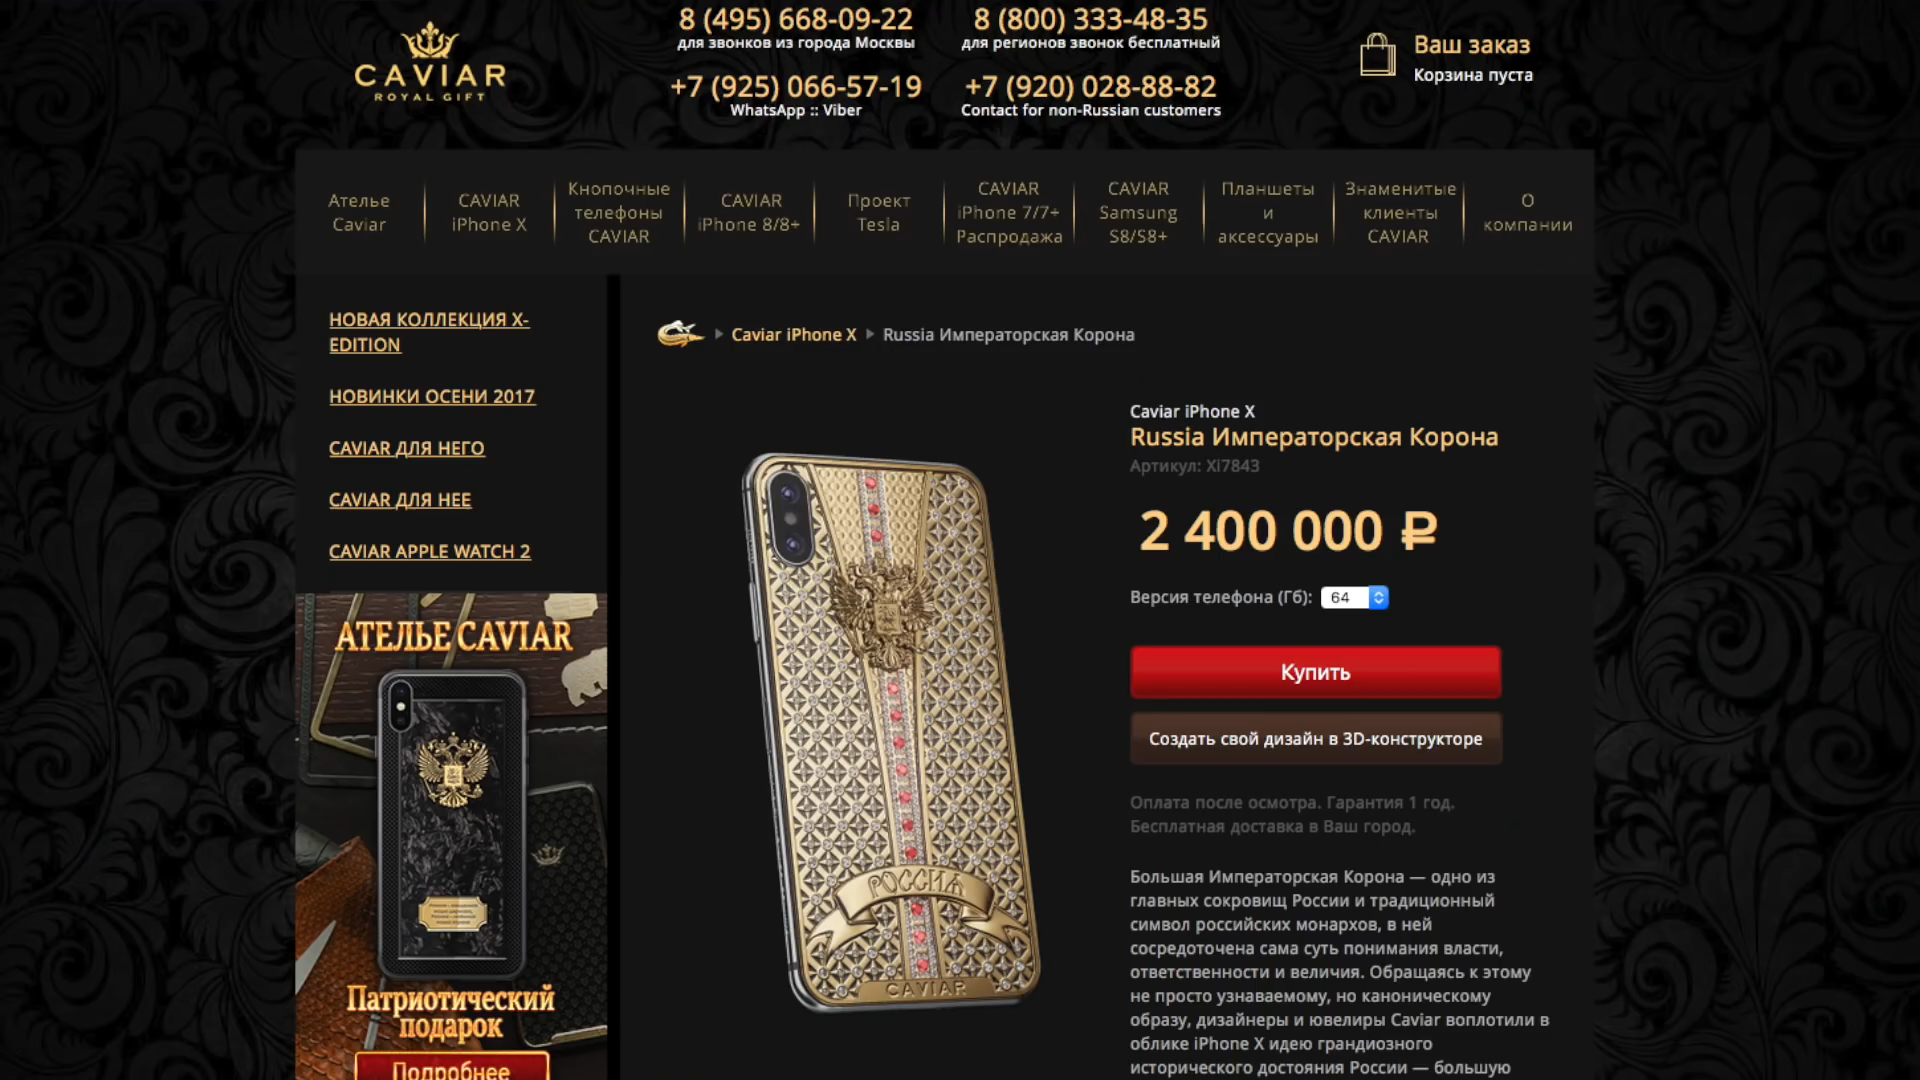 CAVIAR
ROYAL GIFT
8 (495) 668-09-22
для звонков из города Москвы
8 (800) 333-48-35
для регионов звонок бесплатный
+7 (925) 066-57-19
WhatsApp :: Viber
+7 (920) 028-88-82
Contact for non-Russian customers
Ваш заказ
Корзина пуста
Ателье
Caviar
CAVIAR
iPhone X
Кнопочные
телефоны
CAVIAR
CAVIAR
iPhone 8/8+
Проект
Tesla
CAVIAR
iPhone 7/7+
Распродажа
CAVIAR
Samsung
S8/S8+
Планшеты
и
аксессуары
Знаменитые
клиенты
CAVIAR
О
компании
НОВАЯ КОЛЛЕКЦИЯ X-
EDITION
НОВИНКИ ОСЕНИ 2017
CAVIAR ДЛЯ НЕГО
CAVIAR ДЛЯ НЕЕ
CAVIAR APPLE WATCH 2
АТЕЛЬЕ CAVIAR
Патриотический
подарок
Подробнее
Caviar iPhone X
Russia Императорская Корона
РОССИЯ
CAVIAR
Caviar iPhone X
Russia Императорская Корона
Артикул: Xi7843
2 400 000 ₽
Версия телефона (Гб): 64
Купить
Создать свой дизайн в 3D-конструкторе
Оплата после осмотра. Гарантия 1 год.
Бесплатная доставка в Ваш город.
Большая Императорская Корона — одно из
главных сокровищ России и традиционный
символ российских монархов, в ней
сосредоточена сама суть понимания власти,
ответственности и величия. Обращаясь к этому
не просто узнаваемому, но каноническому
образу, дизайнеры и ювелиры Caviar воплотили в
облике iPhone X идею грандиозного
исторического достояния России — большую